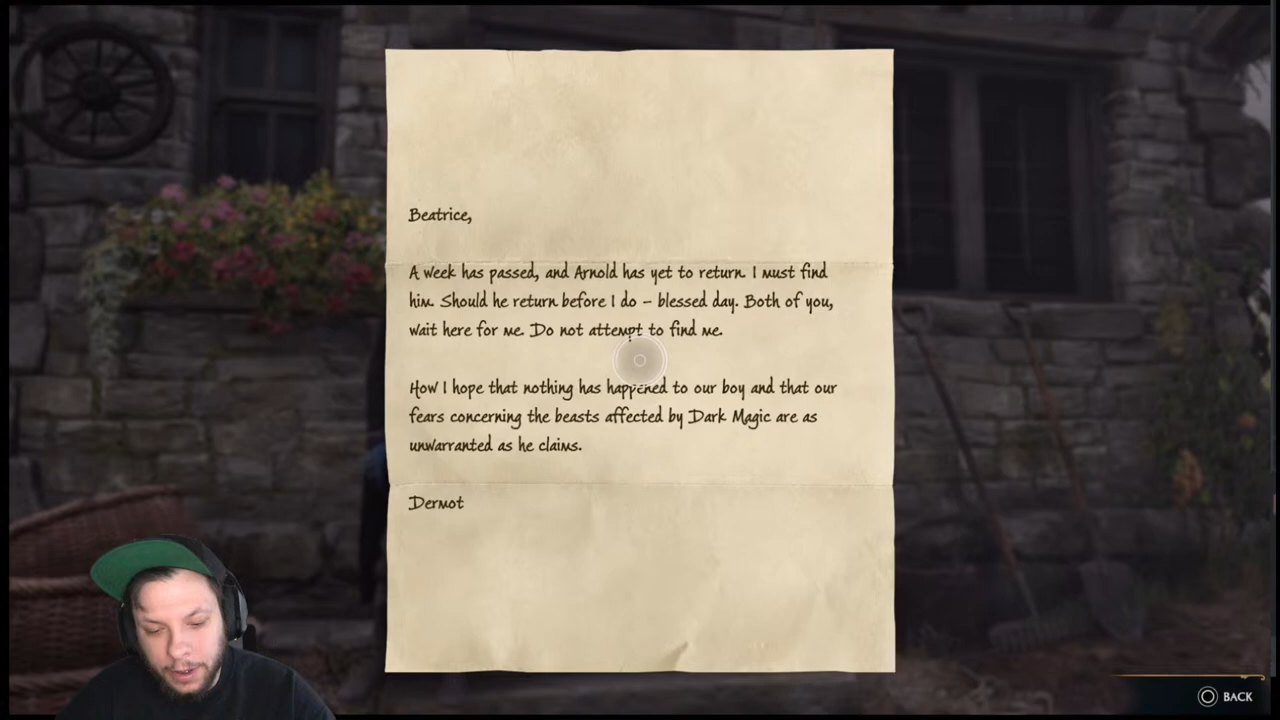 Beatrice,
A week has passed, and Arnold has yet to return. I must find
him. Should he return before I do – blessed day. Both of you,
wait here for me. Do not attempt to find me.
How I hope that nothing has happened to our boy and that our
fears concerning the beasts affected by Dark Magic are as
unwarranted as he claims.
Dermot
BACK